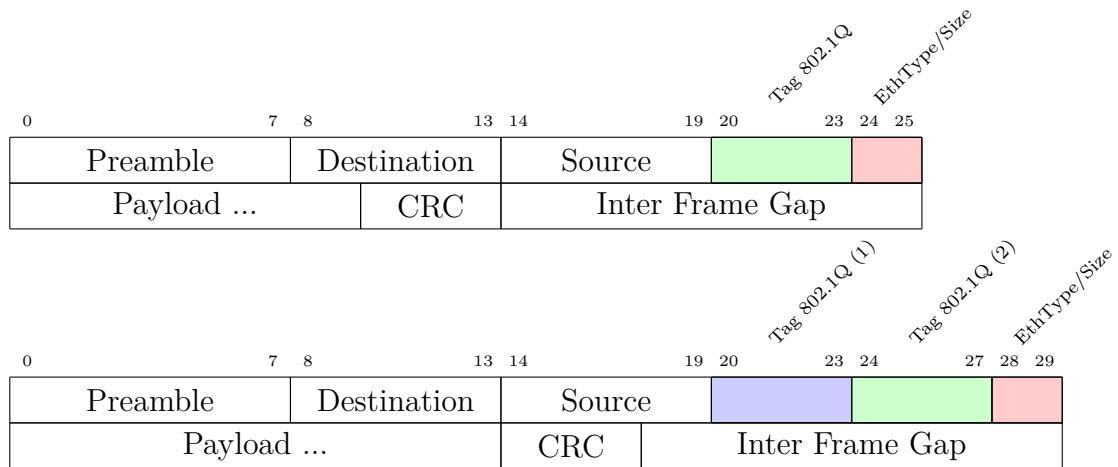 Tag 802.1Q
EthType/Size
0 7 8 13 14 19 20 23 24 25
Preamble Destination Source
Payload ... CRC Inter Frame Gap
Tag 802.1Q (1)
Tag 802.1Q (2)
EthType/Size
0 7 8 13 14 19 20 23 24 27 28 29
Preamble Destination Source
Payload ... CRC Inter Frame Gap